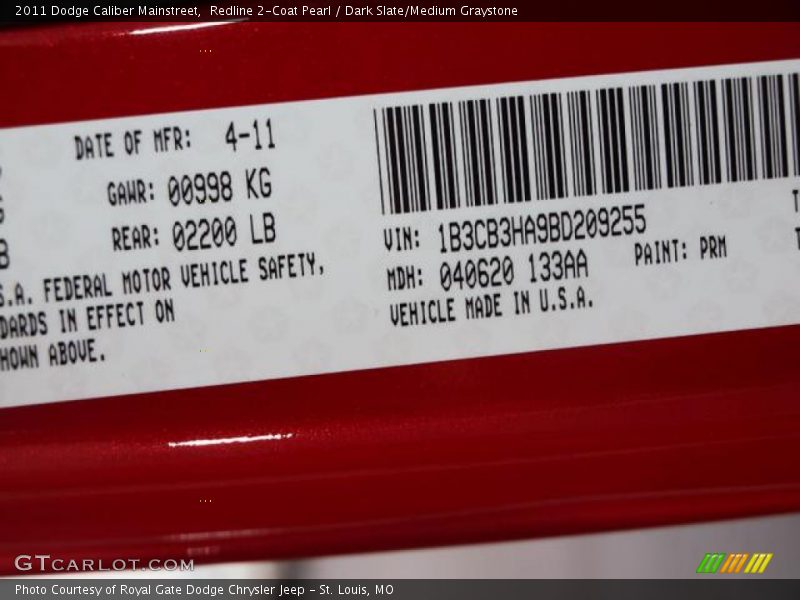 2011 Dodge Caliber Mainstreet, Redline 2-Coat Pearl / Dark Slate/Medium Graystone
DATE OF MFR: 4-11
GAWR: 00998 KG
REAR: 02200 LB
S.A. FEDERAL MOTOR VEHICLE SAFETY,
DARDS IN EFFECT ON
HOWN ABOVE.
VIN: 1B3CB3HA9BD209255
MDH: 040620 133AA
PAINT: PRM
VEHICLE MADE IN U.S.A.
GTCARLOT.COM
Photo Courtesy of Royal Gate Dodge Chrysler Jeep - St. Louis, MO